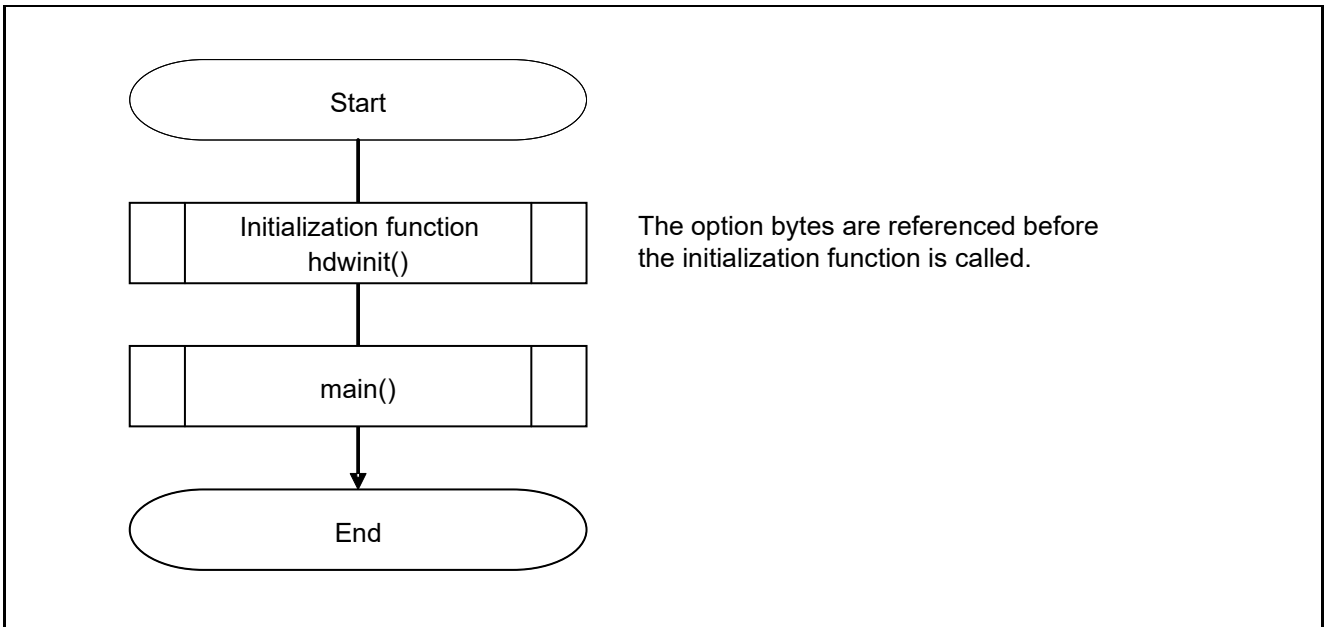 Start
Initialization function
hdwinit()
The option bytes are referenced before
the initialization function is called.
main()
End